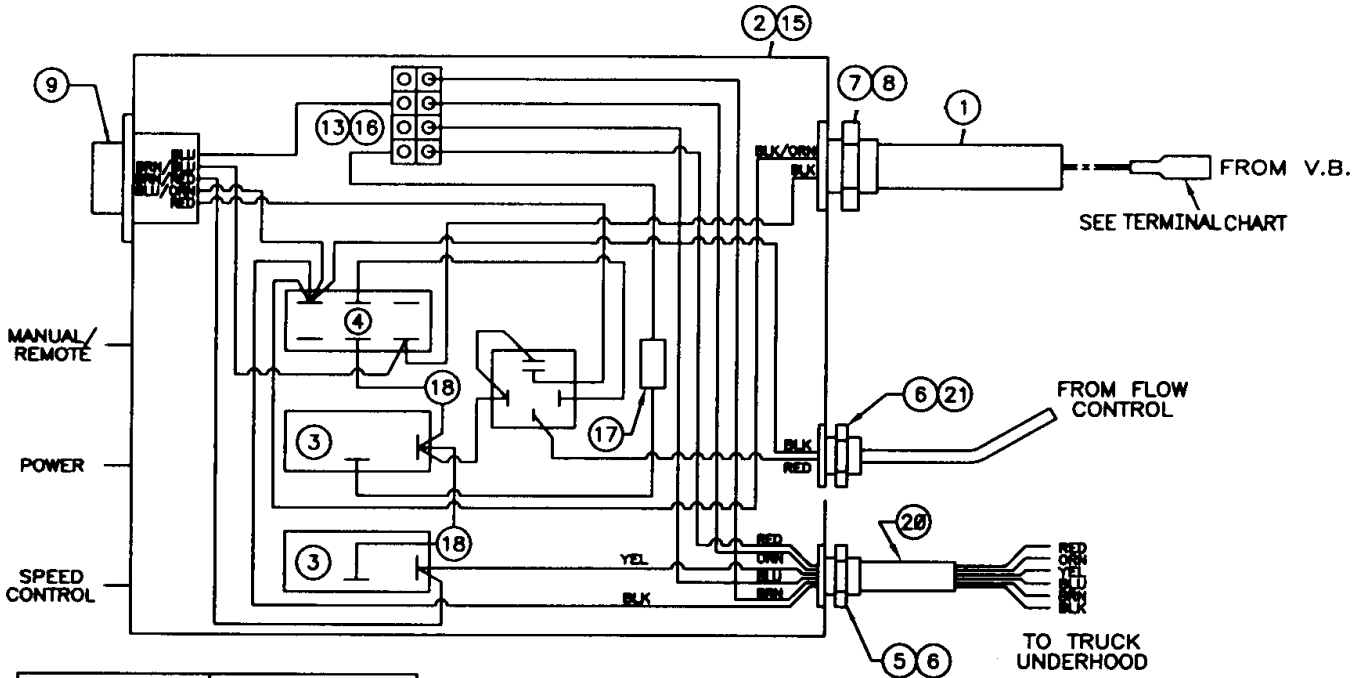 2 15
9
7 8
1
13 16
BLU
BRN/BLU
BRN/RED
BLU/ORN
RED
BLK/ORN
BLK
FROM V.B.
SEE TERMINAL CHART
4
MANUAL/
REMOTE
18
17
6 21
FROM FLOW
CONTROL
3
BLK
RED
POWER
18
20
3
YEL
RED
ORN
BLU
BRN
BLK
RED
ORN
YEL
BLU
BRN
BLK
SPEED
CONTROL
5 6
TO TRUCK
UNDERHOOD